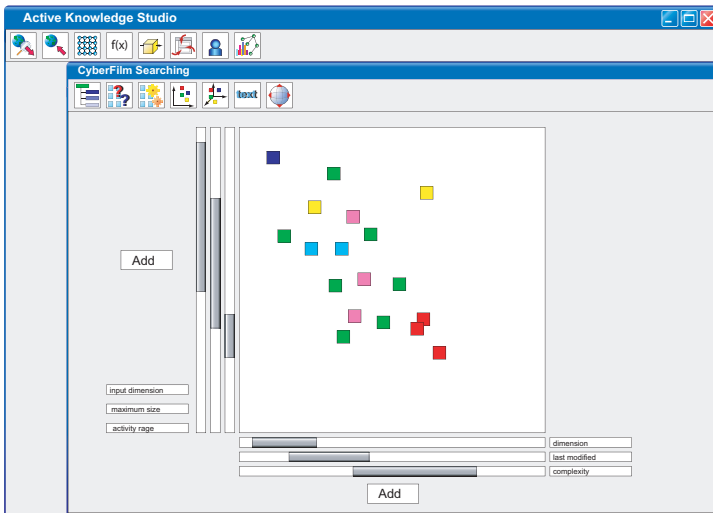 Active Knowledge Studio
f(x)
CyberFilm Searching
??
text
Add
input dimension
maximum size
activity rage
dimension
last modified
complexity
Add